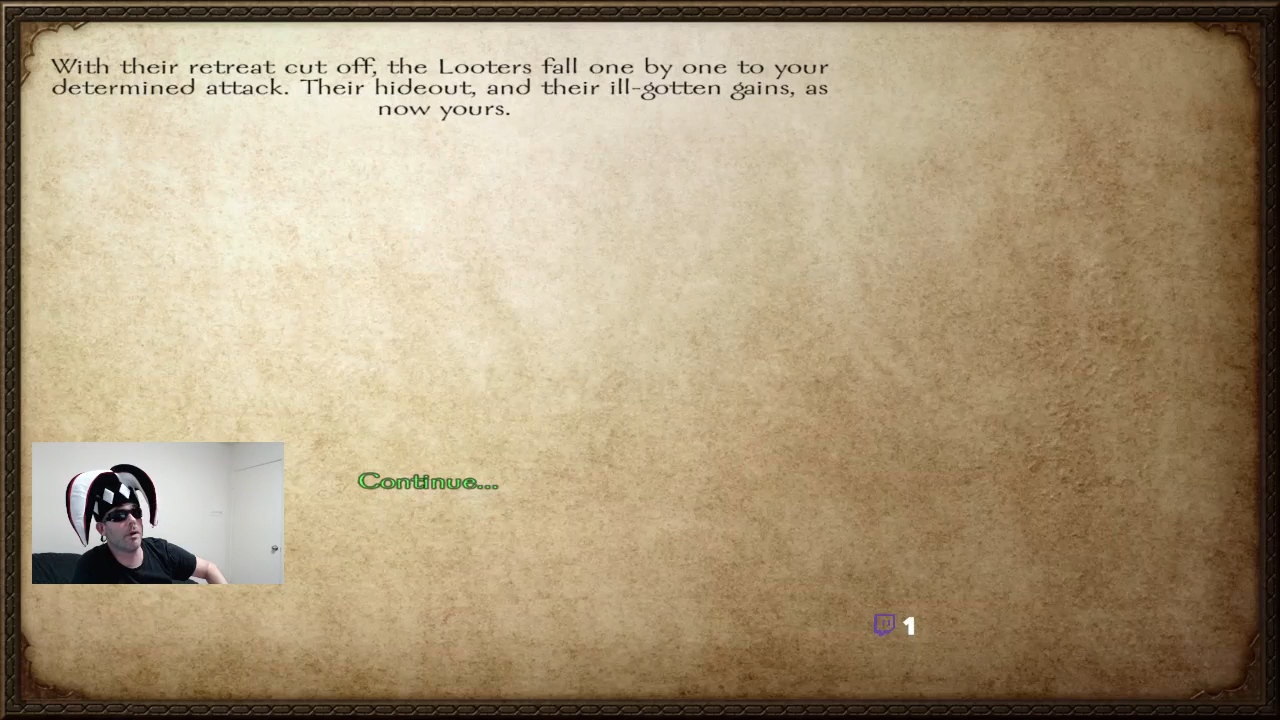 With their retreat cut off, the Looters fall one by one to your
determined attack. Their hideout, and their ill-gotten gains, as
now yours.
Continue...
1